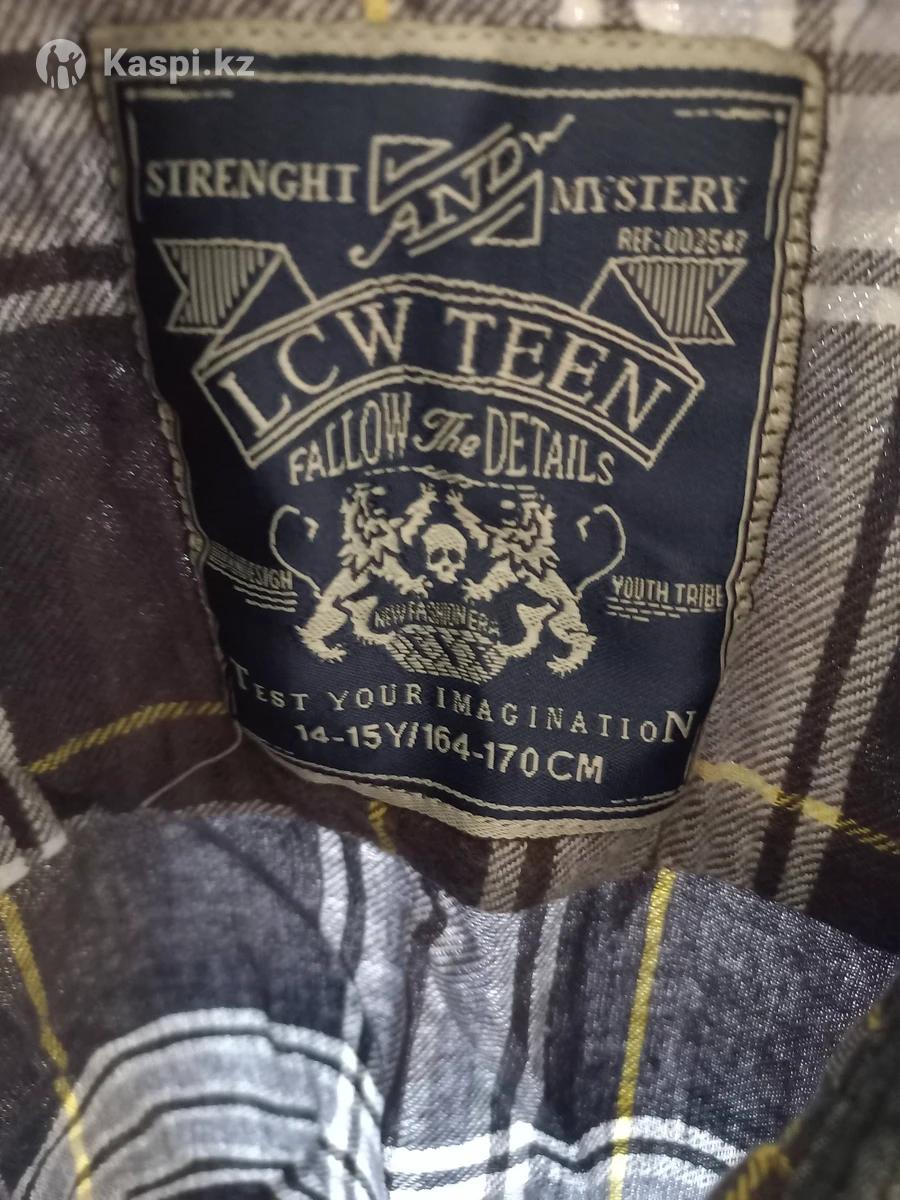 Kaspi.kz
STRENGHT AND MYSTERY
REF:002547
LCW TEEN
FALLOW The DETAILS
YOUTH TRIBE
NEW FASHION ERA
TEST YOUR IMAGINATION
14-15Y/164-170CM